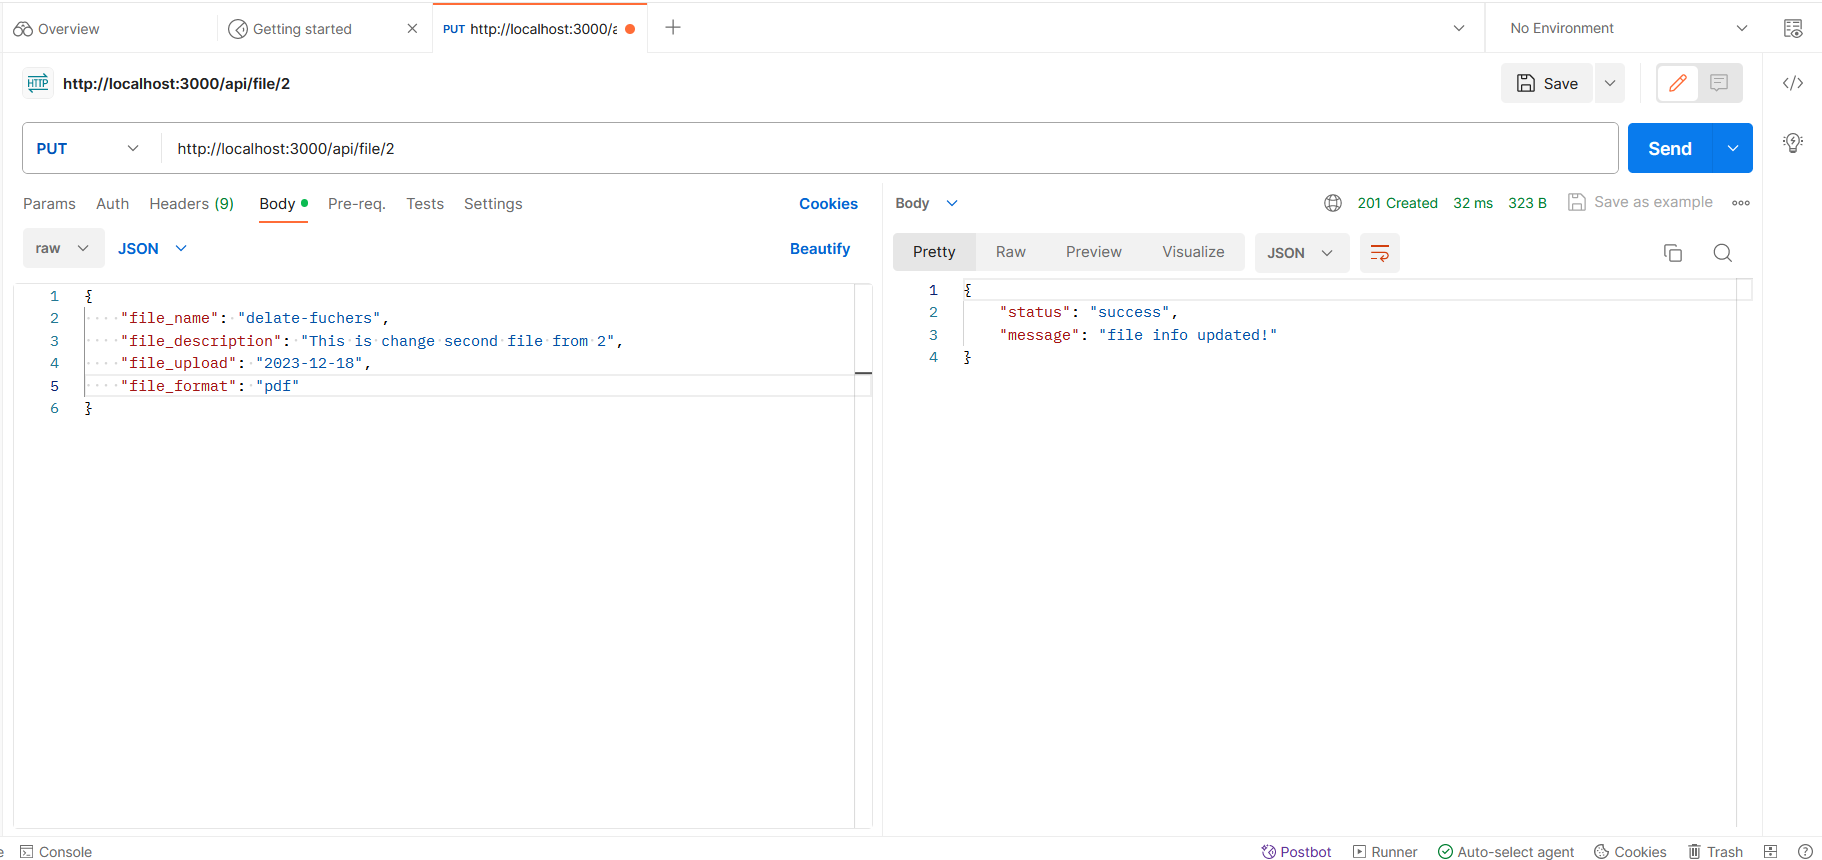 Overview
Getting started
PUT http://localhost:3000/a
No Environment
HTTP http://localhost:3000/api/file/2
Save
PUT http://localhost:3000/api/file/2
Send
Params Auth Headers (9) Body Pre-req. Tests Settings Cookies
raw JSON Beautify
1 {
2 "file_name": "delate-fuchers",
3 "file_description": "This is change second file from 2",
4 "file_upload": "2023-12-18",
5 "file_format": "pdf"
6 }
Body 201 Created 32 ms 323 B Save as example
Pretty Raw Preview Visualize JSON
1 {
2 "status": "success",
3 "message": "file info updated!"
4 }
e Console Postbot Runner Auto-select agent Cookies Trash